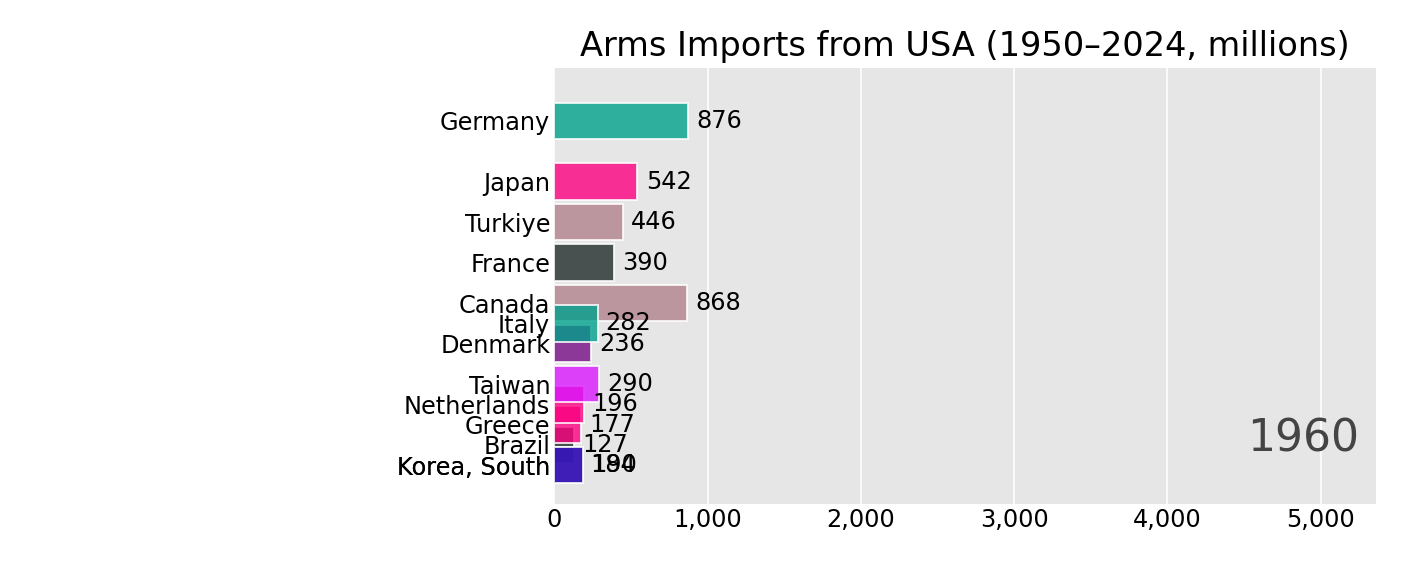 Arms Imports from USA (1950–2024, millions)
Germany 876
Japan 542
Turkiye 446
France 390
Canada 868
Italy 282
Denmark 236
Taiwan 290
Netherlands 196
Greece 177
Brazil 127
Korea, South
1960
0 1,000 2,000 3,000 4,000 5,000